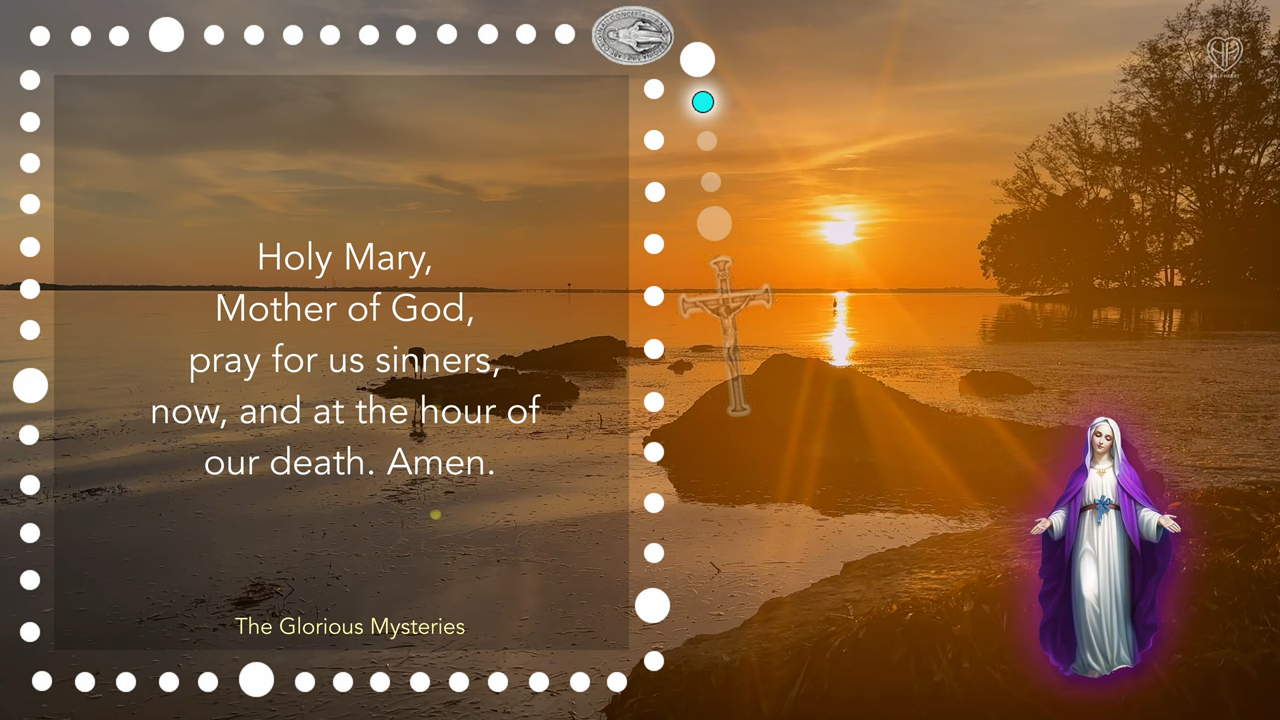 Holy Mary,
Mother of God,
pray for us sinners,
now, and at the hour of
our death. Amen.
The Glorious Mysteries